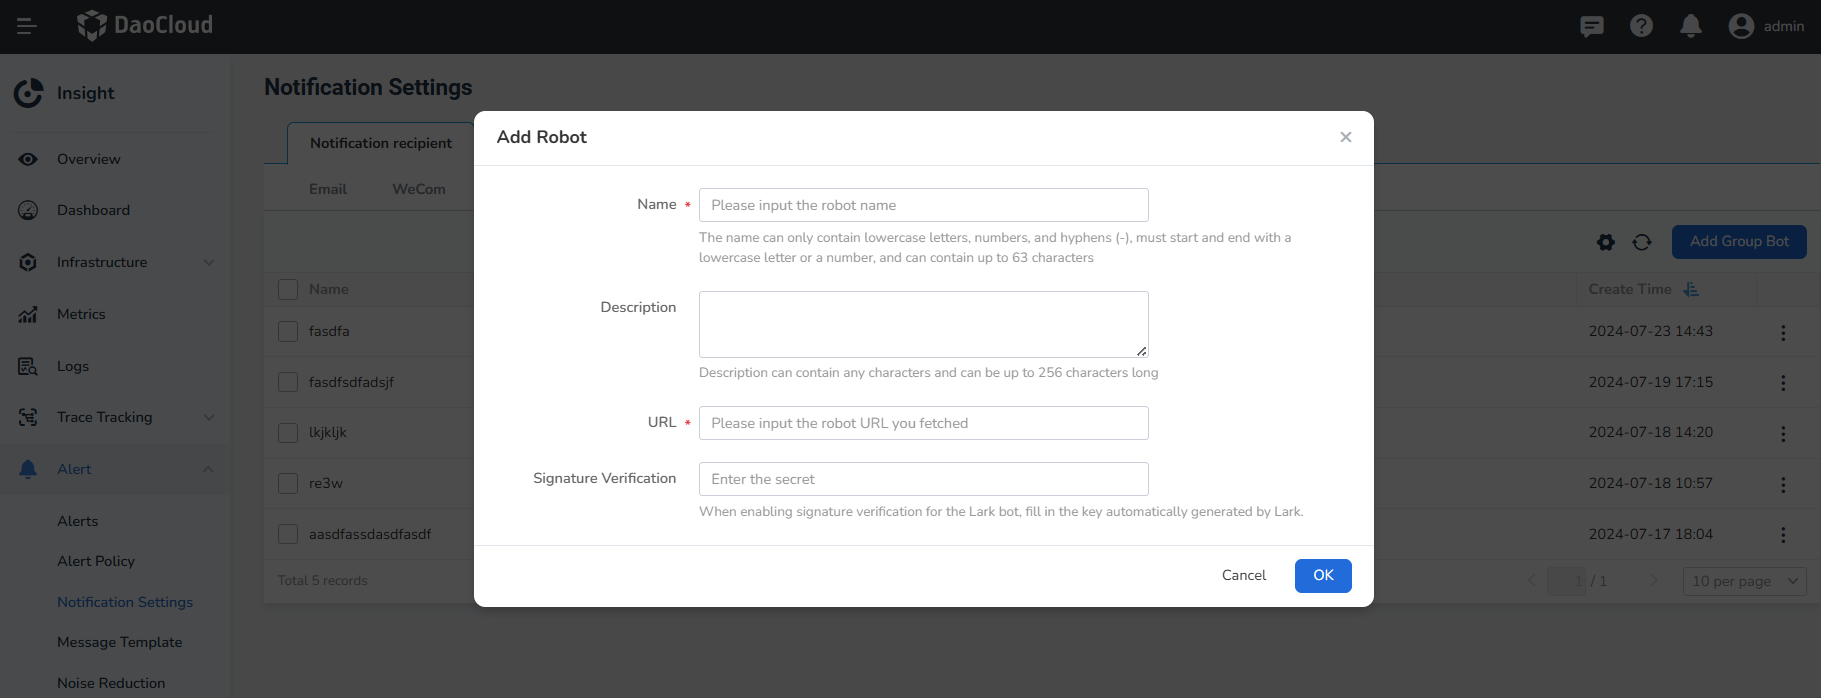 DaoCloud
admin
Insight
Overview
Dashboard
Infrastructure
Metrics
Logs
Trace Tracking
Alert
Alerts
Alert Policy
Notification Settings
Message Template
Noise Reduction
Notification Settings
Notification recipient
Email WeCom
Add Group Bot
Name Create Time
fasdfa 2024-07-23 14:43
fasdfsdfadsjf 2024-07-19 17:15
lkjkljk 2024-07-18 14:20
re3w 2024-07-18 10:57
aasdfassdasdfasdf 2024-07-17 18:04
Total 5 records 1 / 1 10 per page
Add Robot
Name * Please input the robot name
The name can only contain lowercase letters, numbers, and hyphens (-), must start and end with a
lowercase letter or a number, and can contain up to 63 characters
Description
Description can contain any characters and can be up to 256 characters long
URL * Please input the robot URL you fetched
Signature Verification Enter the secret
When enabling signature verification for the Lark bot, fill in the key automatically generated by Lark.
Cancel OK